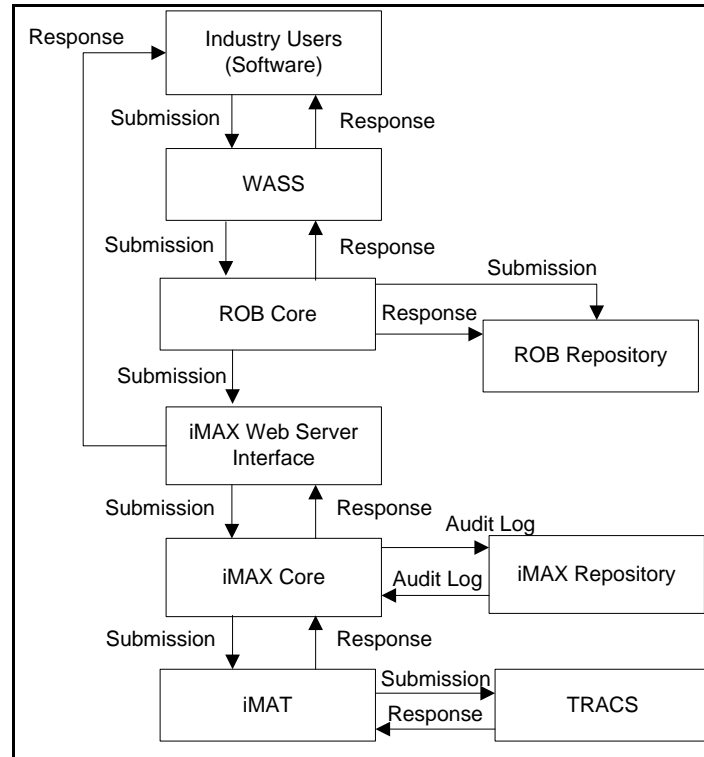 Response
Industry Users
(Software)
Submission
Response
WASS
Submission
Response
Submission
ROB Core
Response
ROB Repository
Submission
iMAX Web Server
Interface
Submission
Response
Audit Log
iMAX Core
Audit Log
iMAX Repository
Submission
Response
Submission
iMAT
Response
TRACS